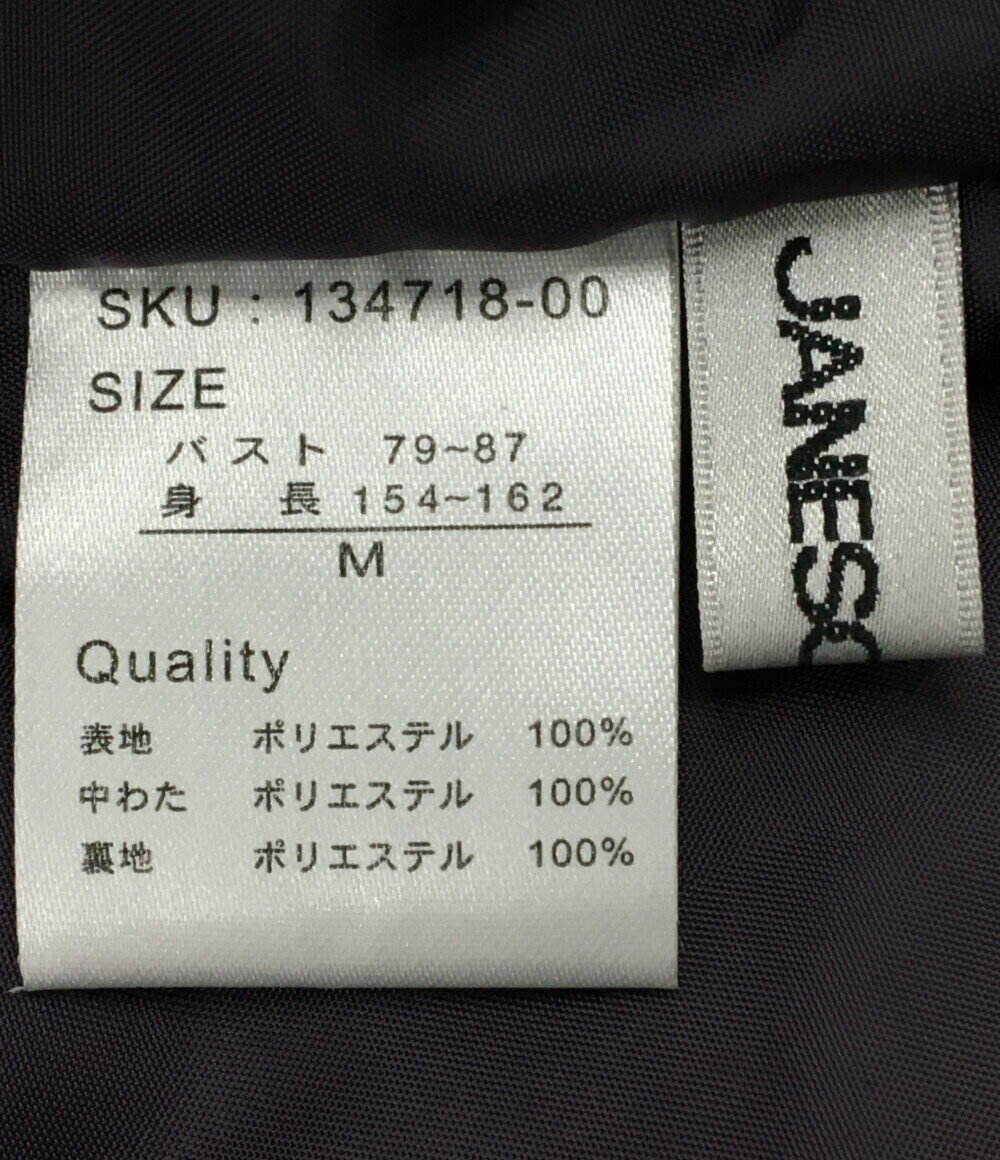 SKU : 134718-00
SIZE
バスト 79~87
身長 154~162
M
Quality
表地 ポリエステル 100%
中わた ポリエステル 100%
裏地 ポリエステル 100%